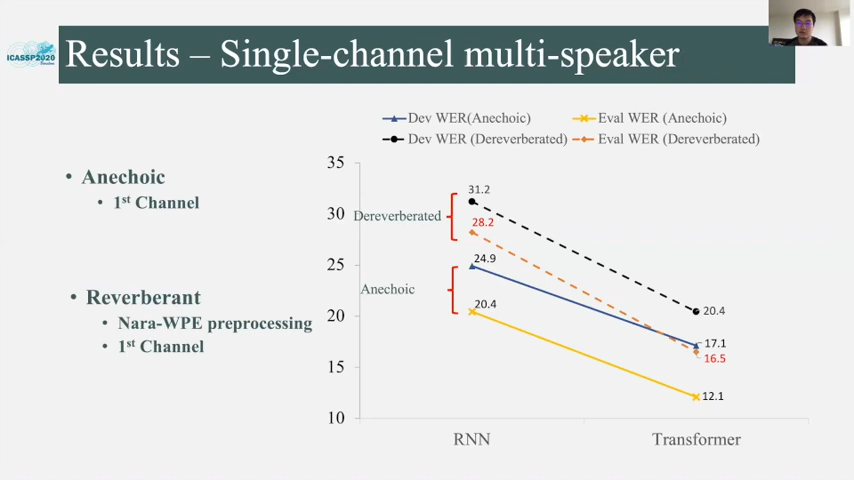 ICASSP2020
Results – Single-channel multi-speaker
Dev WER(Anechoic)
Eval WER (Anechoic)
Dev WER (Dereverberated)
Eval WER (Dereverberated)
• Anechoic
• 1st Channel
• Reverberant
• Nara-WPE preprocessing
• 1st Channel
35
30
25
20
15
10
Dereverberated
Anechoic
31.2
28.2
24.9
20.4
20.4
17.1
16.5
12.1
RNN
Transformer